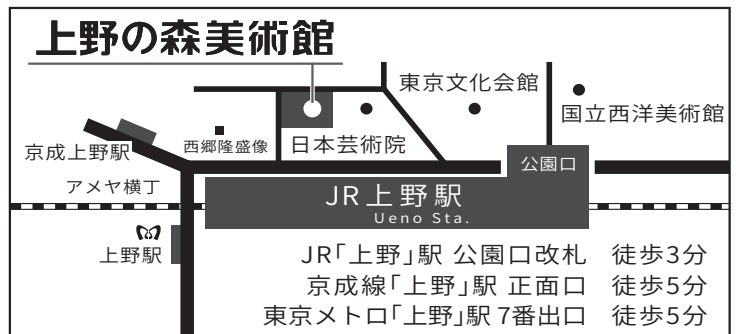 上野の森美術館
東京文化会館
国立西洋美術館
京成上野駅
西郷隆盛像
日本芸術院
公園口
アメヤ横丁
JR上野駅
Ueno Sta.
上野駅
JR「上野」駅 公園口改札 徒歩3分
京成線「上野」駅 正面口 徒歩5分
東京メトロ「上野」駅 7番出口 徒歩5分